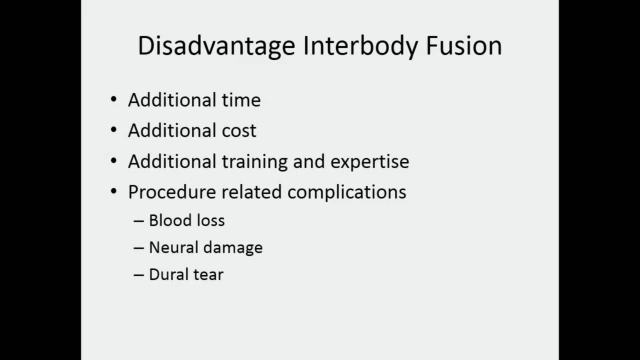 Disadvantage Interbody Fusion
• Additional time
• Additional cost
• Additional training and expertise
• Procedure related complications
– Blood loss
– Neural damage
– Dural tear